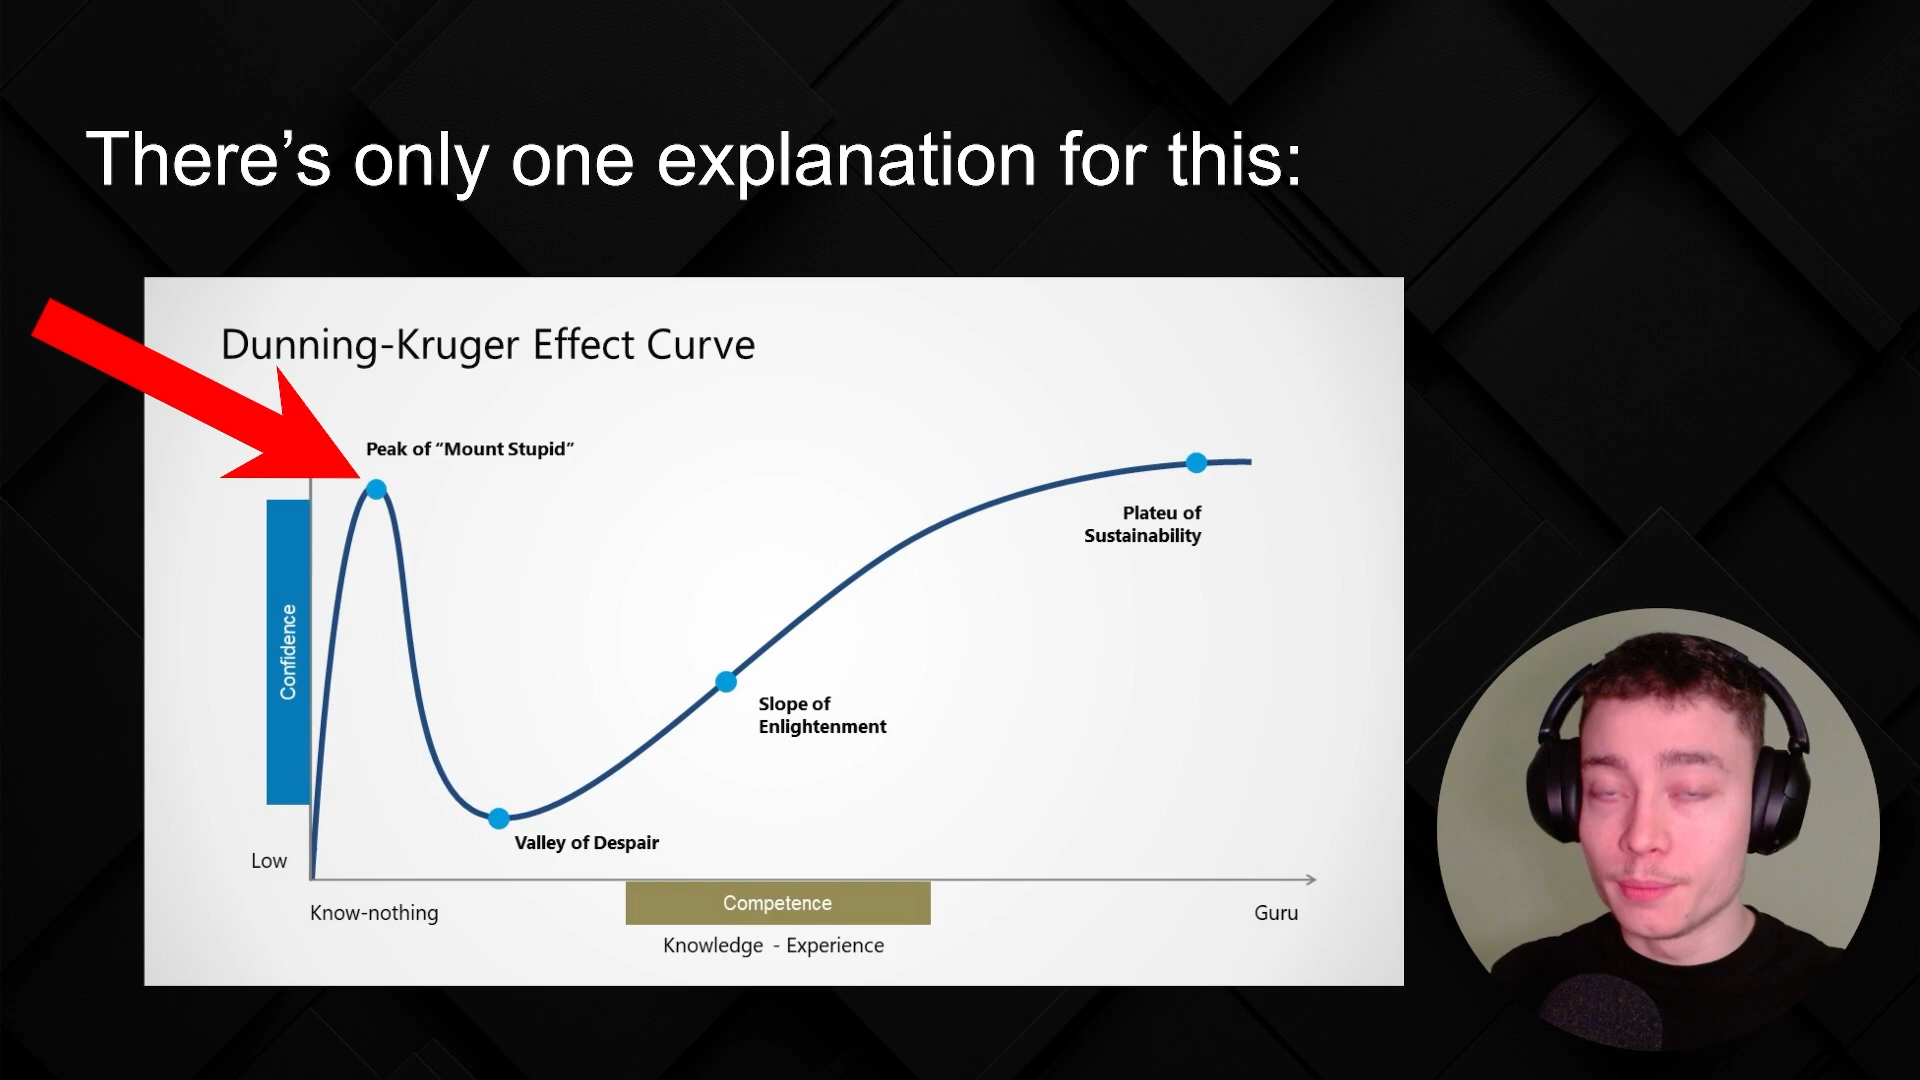 There’s only one explanation for this:
Dunning-Kruger Effect Curve
Peak of “Mount Stupid”
Plateu of
Sustainability
Confidence
Slope of
Enlightenment
Valley of Despair
Low
Know-nothing
Competence
Guru
Knowledge - Experience